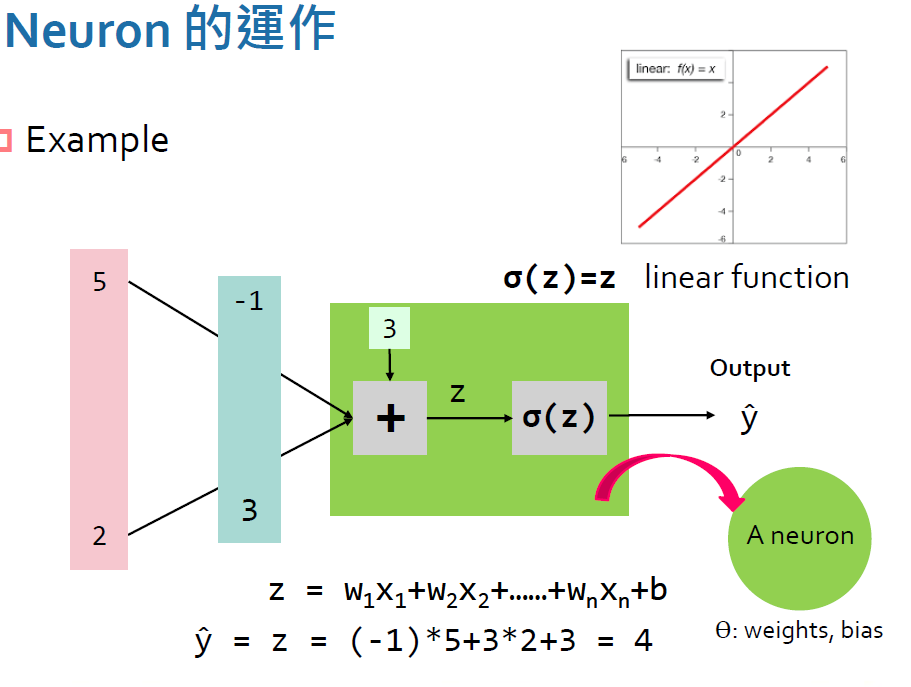 Neuron 的運作
linear: f(x) = x
2
6 -4 -2 0 2 4 6
-2
-4
-6
Example
σ(z)=z linear function
5
-1
3
z
+
σ(z)
Output
ŷ
3
2
A neuron
z = w₁x₁+w₂x₂+……+wₙxₙ+b
ŷ = z = (-1)*5+3*2+3 = 4
Θ: weights, bias